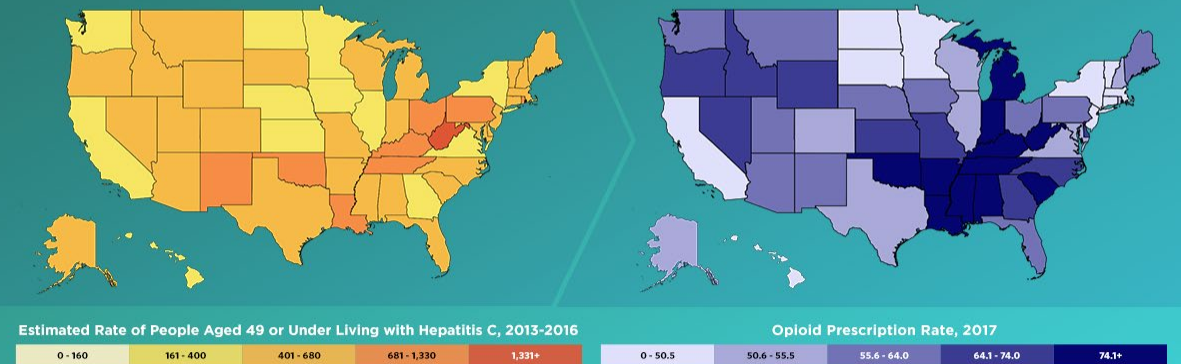 Estimated Rate of People Aged 49 or Under Living with Hepatitis C, 2013-2016
0 - 160
161 - 400
401 - 680
681 - 1,330
1,331+
Opioid Prescription Rate, 2017
0 - 50.5
50.6 - 55.5
55.6 - 64.0
64.1 - 74.0
74.1+